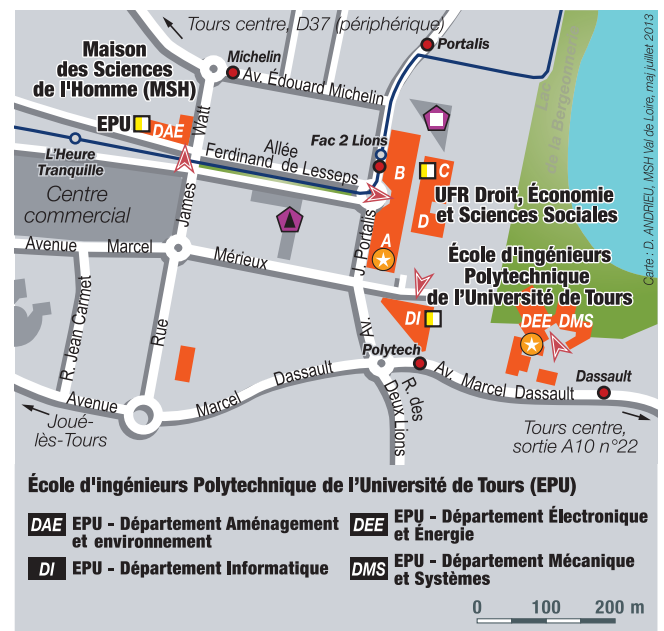 Tours centre, D37 (périphérique)
Portalis
Maison
des Sciences
de l'Homme (MSH)
Michelin
Av. Édouard Michelin
Lac
de la Bergeonnerie
Carte : D. ANDRIEU, MSH Val de Loire, maj juillet 2013
EPU
DAE
Watt
Allée
Ferdinand de Lesseps
Fac 2 Lions
L'Heure
Tranquille
B
C
D
A
UFR Droit, Économie
et Sciences Sociales
Centre
commercial
James
J. Portalis
Avenue Marcel Mérieux
École d'ingénieurs
Polytechnique
de l'Université de Tours
R. Jean Carmet
Rue
DI
DEE
DMS
Av.
Polytech
Avenue Marcel Dassault
Av. Marcel Dassault
Dassault
R. des
Deux Lions
Joué-
lès-Tours
Tours centre,
sortie A10 n°22
École d'ingénieurs Polytechnique de l'Université de Tours (EPU)
DAE EPU - Département Aménagement
et environnement
DI EPU - Département Informatique
DEE EPU - Département Électronique
et Énergie
DMS EPU - Département Mécanique
et Systèmes
0 100 200 m